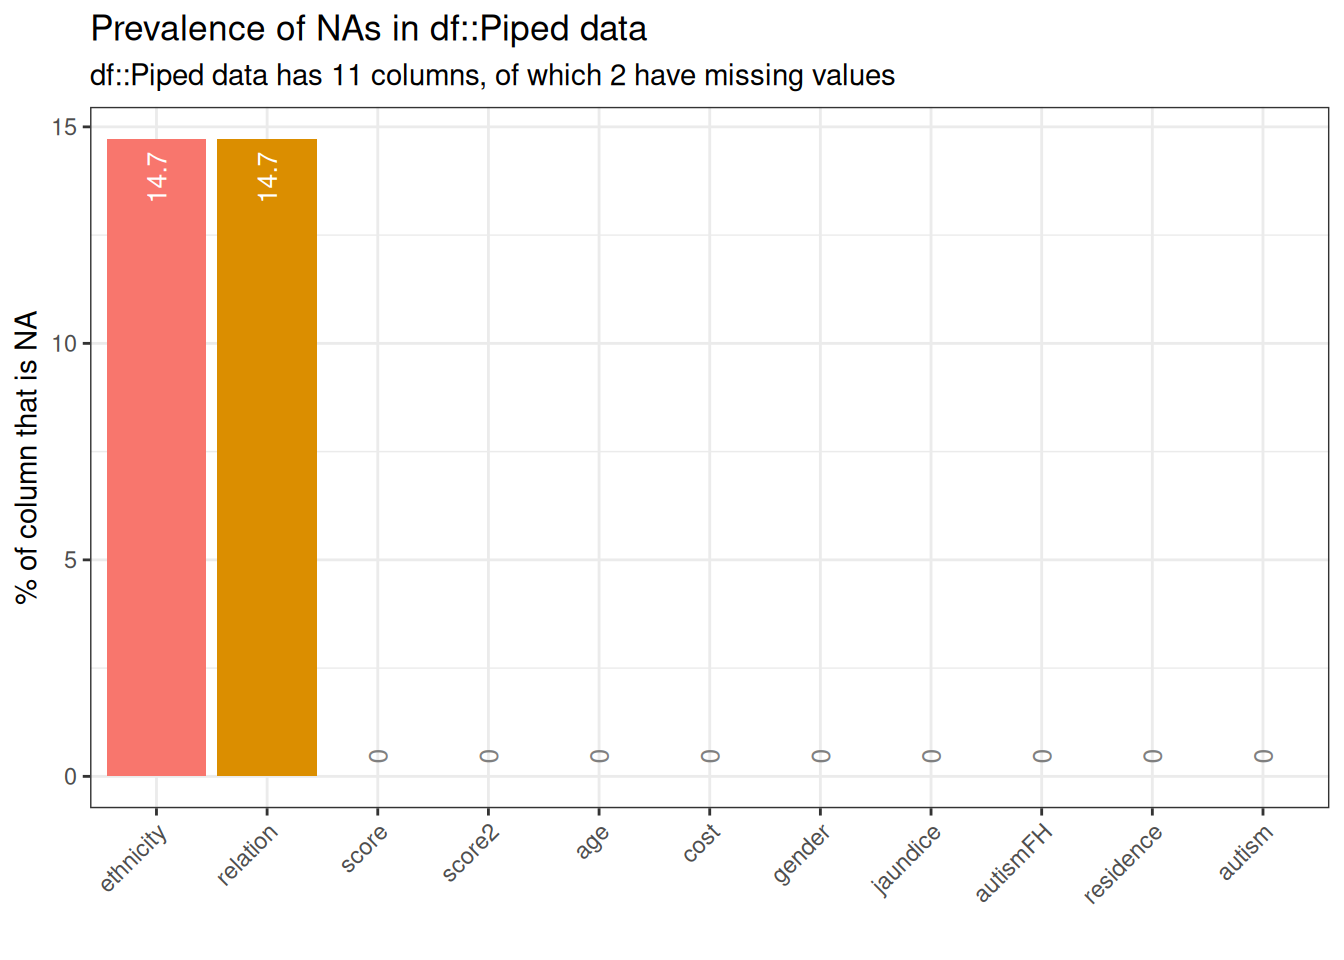 Prevalence of NAs in df::Piped data
df::Piped data has 11 columns, of which 2 have missing values
% of column that is NA
15
10
5
0
14.7
14.7
0
0
0
0
0
0
0
0
0
ethnicity
relation
score
score2
age
cost
gender
jaundice
autismFH
residence
autism